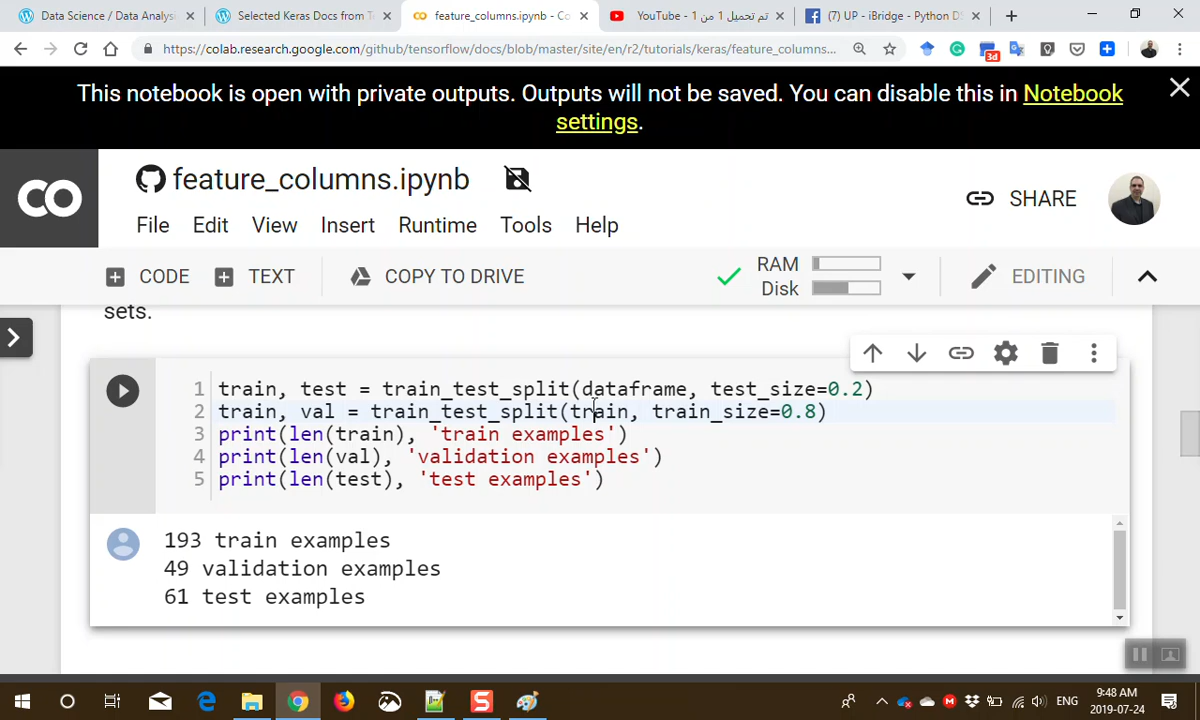 Data Science / Data Analys
Selected Keras Docs from T
feature_columns.ipynb - Co
YouTube - تم تحميل 1 من 1
(7) UP - iBridge - Python D
https://colab.research.google.com/github/tensorflow/docs/blob/master/site/en/r2/tutorials/keras/feature_columns...
3d
This notebook is open with private outputs. Outputs will not be saved. You can disable this in Notebook
settings.
CO
feature_columns.ipynb
SHARE
File Edit View Insert Runtime Tools Help
CODE TEXT COPY TO DRIVE
RAM
Disk
EDITING
sets.
1 train, test = train_test_split(dataframe, test_size=0.2)
2 train, val = train_test_split(train, train_size=0.8)
3 print(len(train), 'train examples')
4 print(len(val), 'validation examples')
5 print(len(test), 'test examples')
193 train examples
49 validation examples
61 test examples
ENG
9:48 AM
2019-07-24